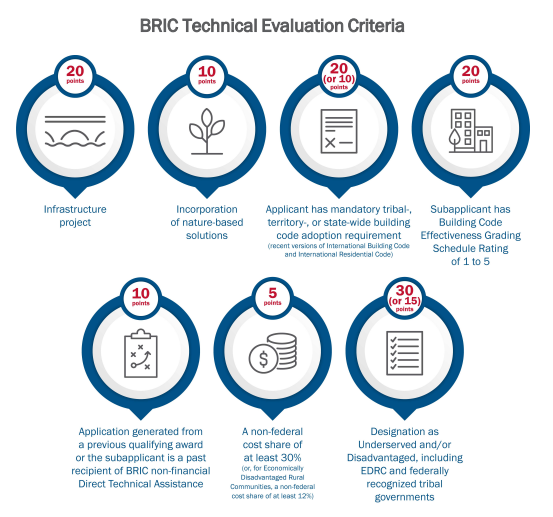 BRIC Technical Evaluation Criteria
20
points
10
points
20
(or 10)
points
20
points
Infrastructure
project
Incorporation
of nature-based
solutions
Applicant has mandatory tribal-,
territory-, or state-wide building
code adoption requirement
(recent versions of International Building Code
and International Residential Code)
Subapplicant has
Building Code
Effectiveness Grading
Schedule Rating
of 1 to 5
10
points
5
points
30
(or 15)
points
$
Application generated from
a previous qualifying award
or the subapplicant is a past
recipient of BRIC non-financial
Direct Technical Assistance
A non-federal
cost share of
at least 30%
(or, for Economically
Disadvantaged Rural
Communities, a non-federal
cost share of at least 12%)
Designation as
Underserved and/or
Disadvantaged, including
EDRC and federally
recognized tribal
governments